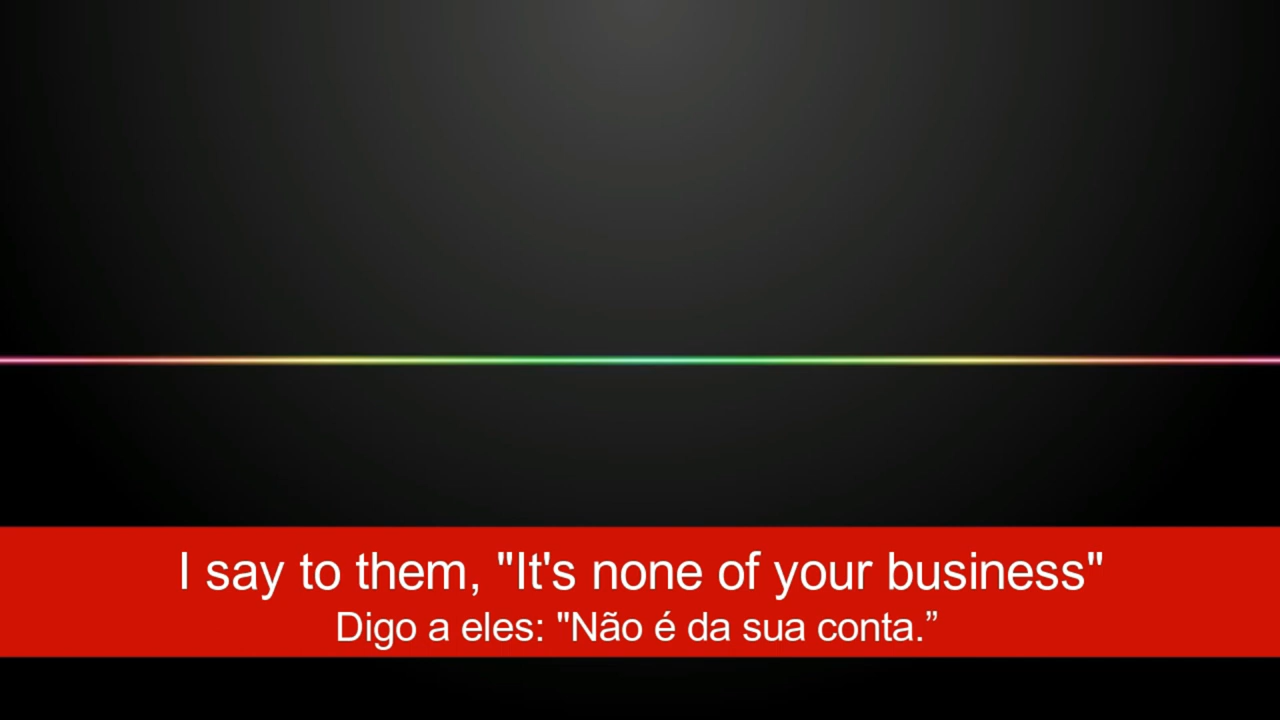 I say to them, "It's none of your business"
Digo a eles: "Não é da sua conta.”